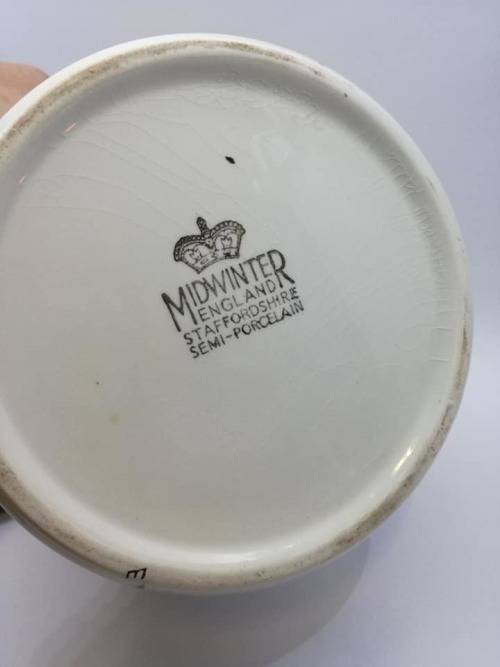 MIDWINTER
ENGLAND
STAFFORDSHIRE
SEMI-PORCELAIN
E